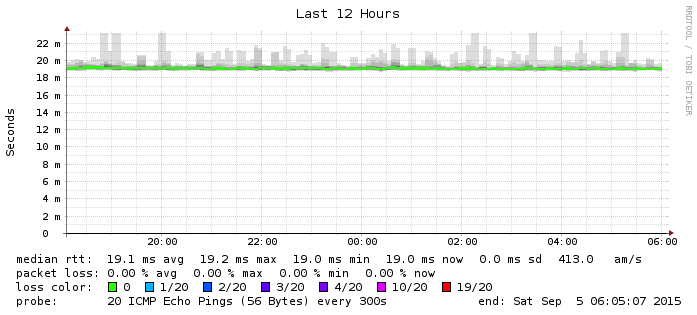 Last 12 Hours
RRDTOOL / TOBI OETIKER
Seconds
22 m
20 m
18 m
16 m
14 m
12 m
10 m
8 m
6 m
4 m
2 m
0
20:00 22:00 00:00 02:00 04:00 06:00
median rtt: 19.1 ms avg 19.2 ms max 19.0 ms min 19.0 ms now 0.0 ms sd 413.0 am/s
packet loss: 0.00 % avg 0.00 % max 0.00 % min 0.00 % now
loss color: 0 1/20 2/20 3/20 4/20 10/20 19/20
probe: 20 ICMP Echo Pings (56 Bytes) every 300s end: Sat Sep 5 06:05:07 2015